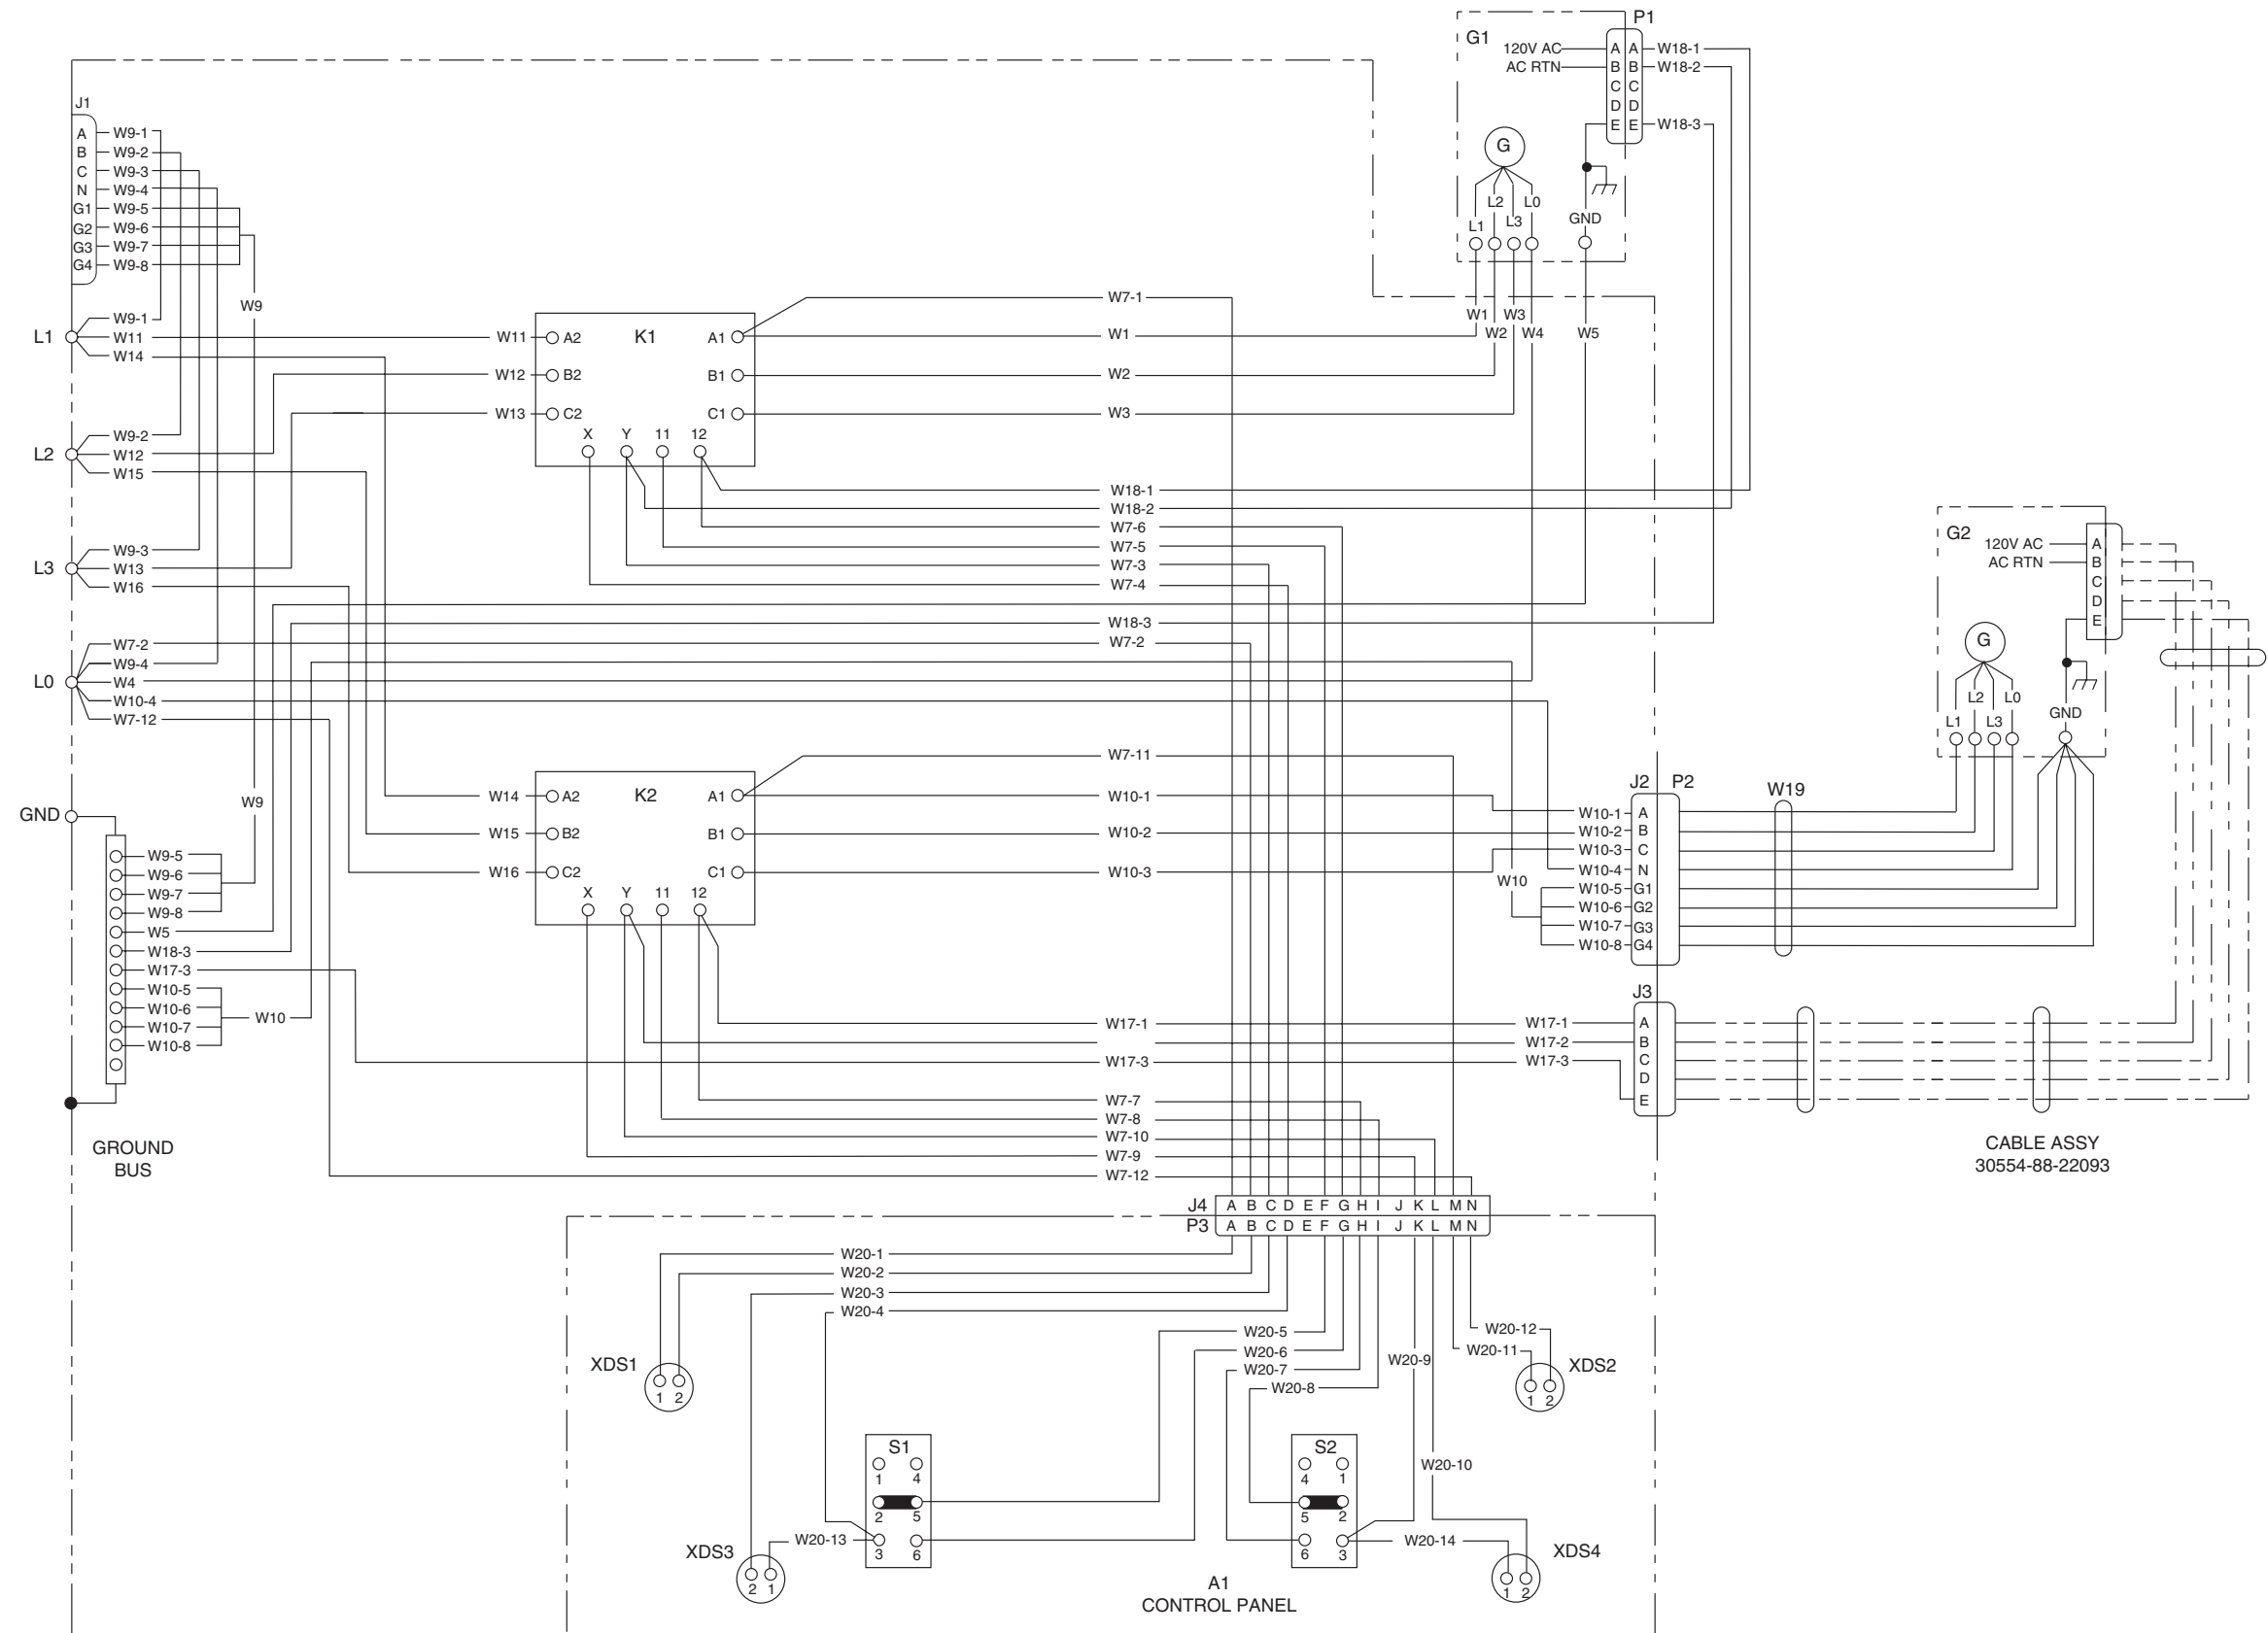 P1
G1
120V AC
A A
W18-1
AC RTN
B B
W18-2
C C
D D
E E
W18-3
G
L2
L0
L1
L3
GND
J1
A
W9-1
B
W9-2
C
W9-3
N
W9-4
G1
W9-5
G2
W9-6
G3
W9-7
G4
W9-8
W9
L1
W9-1
W11
W14
W11
A2
K1
A1
W7-1
W1
W1
W2
W3
W4
W5
W12
B2
B1
W2
W13
C2
C1
W3
X
Y
11
12
L2
W9-2
W12
W15
W18-1
W18-2
W7-6
W7-5
W7-3
W7-4
L3
W9-3
W13
W16
W18-3
W7-2
L0
W7-2
W9-4
W4
W10-4
W7-12
G2
120V AC
A
AC RTN
B
C
D
E
G
L2
L0
L1
L3
GND
W7-11
W14
A2
K2
A1
W10-1
W15
B2
B1
W10-2
W16
C2
C1
W10-3
X
Y
11
12
W9
W10
J2
P2
W19
W10-1
A
W10-2
B
W10-3
C
W10-4
N
W10-5
G1
W10-6
G2
W10-7
G3
W10-8
G4
GND
W9-5
W9-6
W9-7
W9-8
W5
W18-3
W17-3
W10-5
W10-6
W10
W10-7
W10-8
GROUND
BUS
J3
W17-1
W17-1
A
W17-2
B
W17-3
W17-3
C
D
E
W7-7
W7-8
W7-10
W7-9
W7-12
CABLE ASSY
30554-88-22093
J4
A B C D E F G H I J K L M N
P3
A B C D E F G H I J K L M N
W20-1
W20-2
W20-3
W20-4
W20-5
W20-6
W20-7
W20-8
W20-9
W20-12
W20-11
XDS1
1 2
XDS2
1 2
S1
1
4
2
5
3
6
S2
4
1
5
2
6
3
W20-10
W20-13
W20-14
XDS3
2 1
XDS4
1 2
A1
CONTROL PANEL